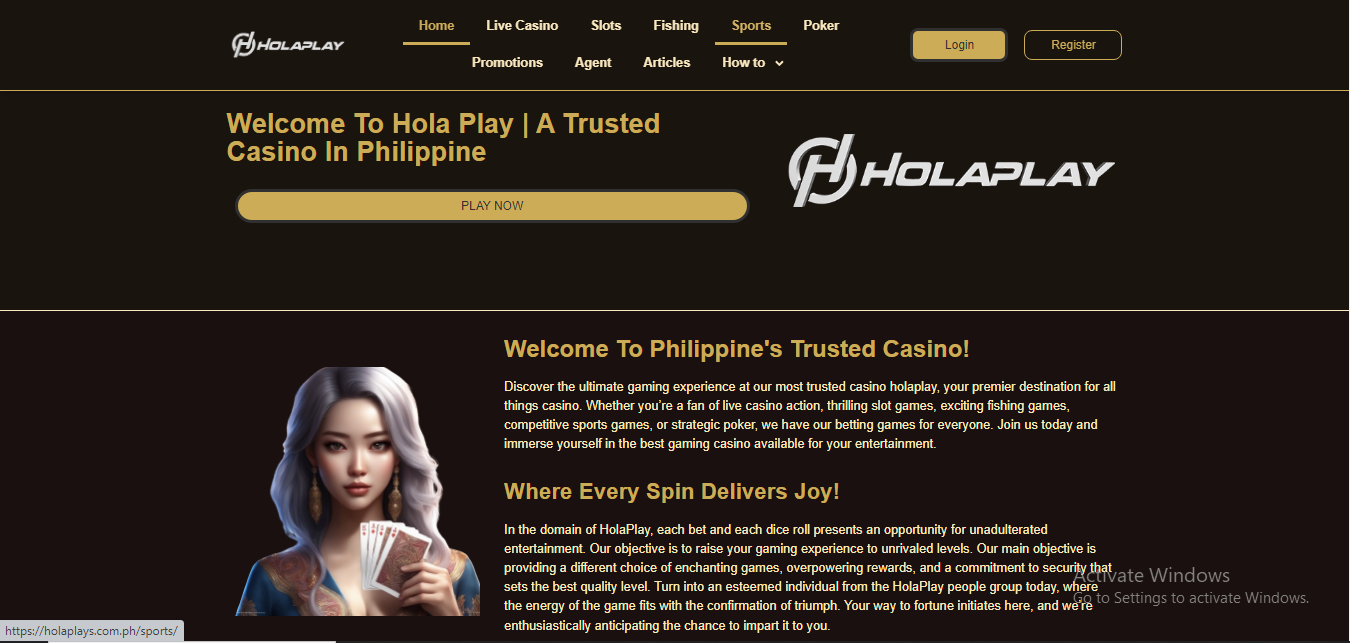 HOLAPLAY
Home Live Casino Slots Fishing Sports Poker
Promotions Agent Articles How to
Login Register
Welcome To Hola Play | A Trusted
Casino In Philippine
PLAY NOW
HOLAPLAY
Welcome To Philippine's Trusted Casino!
Discover the ultimate gaming experience at our most trusted casino holaplay, your premier destination for all
things casino. Whether you're a fan of live casino action, thrilling slot games, exciting fishing games,
competitive sports games, or strategic poker, we have our betting games for everyone. Join us today and
immerse yourself in the best gaming casino available for your entertainment.
Where Every Spin Delivers Joy!
In the domain of HolaPlay, each bet and each dice roll presents an opportunity for unadulterated
entertainment. Our objective is to raise your gaming experience to unrivaled levels. Our main objective is
providing a different choice of enchanting games, overpowering rewards, and a commitment to security that
sets the best quality level. Turn into an esteemed individual from the HolaPlay people group today, where
the energy of the game fits with the confirmation of triumph. Your way to fortune initiates here, and we're
enthusiastically anticipating the chance to impart it to you.
Activate Windows
Go to Settings to activate Windows.
https://holaplays.com.ph/sports/